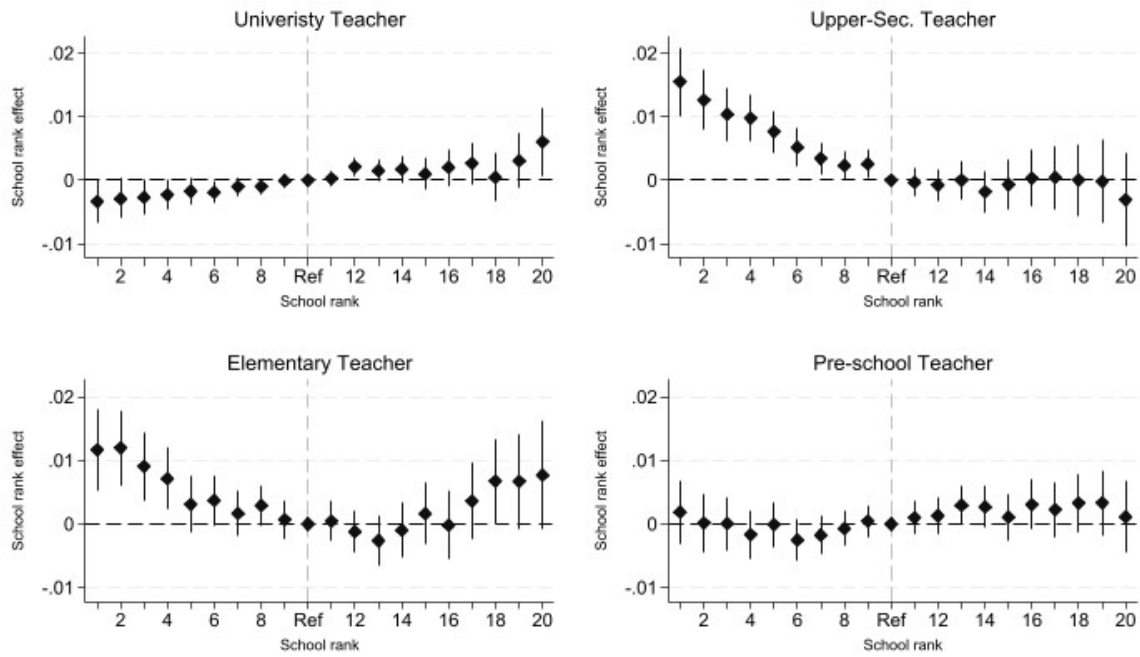 Univeristy Teacher
School rank effect
.02
.01
0
-.01
2 4 6 8 Ref 12 14 16 18 20
School rank
Upper-Sec. Teacher
School rank effect
.02
.01
0
-.01
2 4 6 8 Ref 12 14 16 18 20
School rank
Elementary Teacher
School rank effect
.02
.01
0
-.01
2 4 6 8 Ref 12 14 16 18 20
School rank
Pre-school Teacher
School rank effect
.02
.01
0
-.01
2 4 6 8 Ref 12 14 16 18 20
School rank